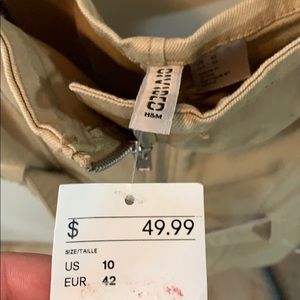 DIVIDED
H&M
$ 49.99
SIZE/TAILLE
US 10
EUR 42